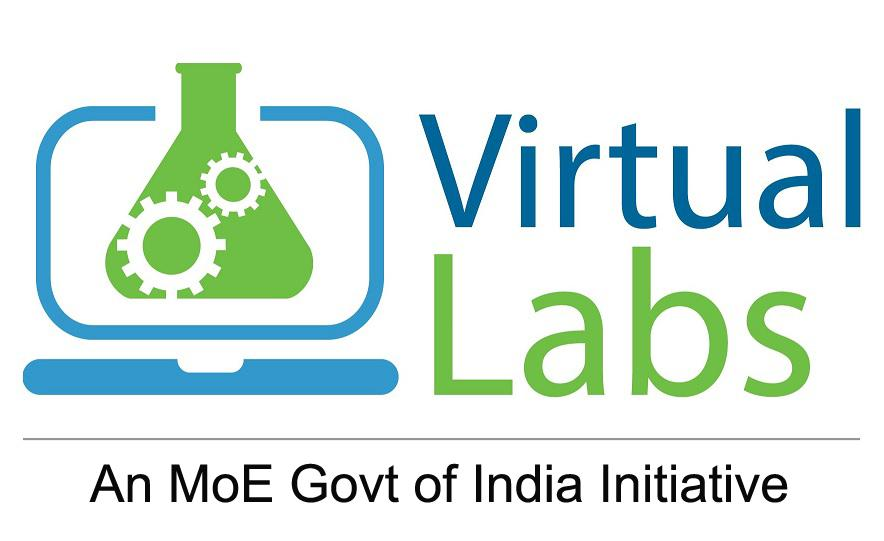 Virtual
Labs
An MoE Govt of India Initiative